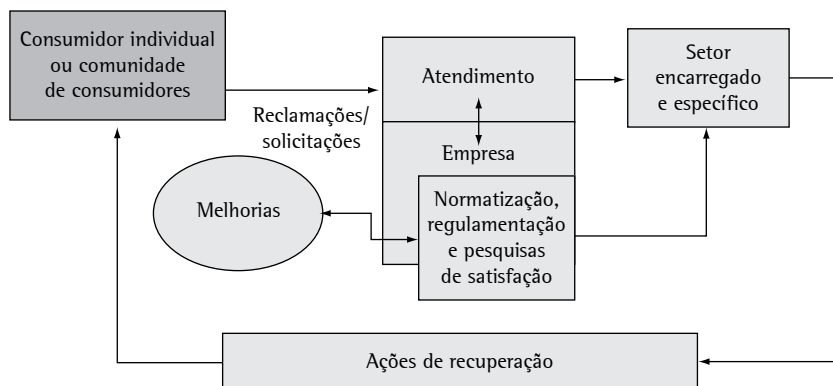 Consumidor individual
ou comunidade
de consumidores
Reclamações/
solicitações
Atendimento
Empresa
Setor
encarregado
e específico
Melhorias
Normatização,
regulamentação
e pesquisas
de satisfação
Ações de recuperação